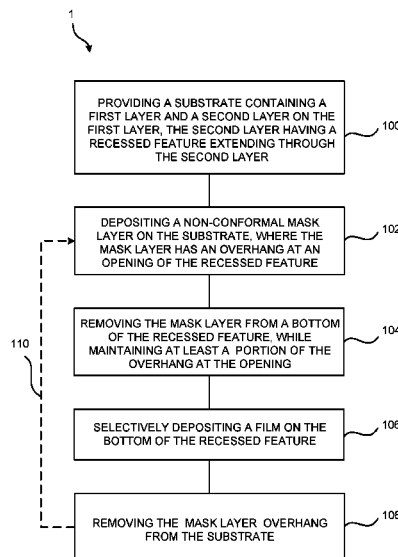 1
PROVIDING A SUBSTRATE CONTAINING A
FIRST LAYER AND A SECOND LAYER ON THE
FIRST LAYER, THE SECOND LAYER HAVING A
RECESSED FEATURE EXTENDING THROUGH
THE SECOND LAYER
100
DEPOSITING A NON-CONFORMAL MASK
LAYER ON THE SUBSTRATE, WHERE THE
MASK LAYER HAS AN OVERHANG AT AN
OPENING OF THE RECESSED FEATURE
102
REMOVING THE MASK LAYER FROM A BOTTOM
OF THE RECESSED FEATURE, WHILE
MAINTAINING AT LEAST A PORTION OF THE
OVERHANG AT THE OPENING
104
110
SELECTIVELY DEPOSITING A FILM ON THE
BOTTOM OF THE RECESSED FEATURE
106
REMOVING THE MASK LAYER OVERHANG
FROM THE SUBSTRATE
108